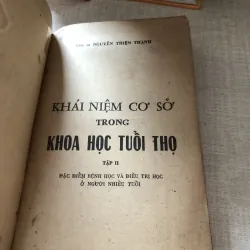 NGUYỄN THIỆN THÀNH
KHÁI NIỆM CƠ SỞ
TRONG
KHOA HỌC TUỔI THỌ
TẬP II
ĐẶC ĐIỂM BỆNH HỌC VÀ ĐIỀU TRỊ HỌC
Ở NGƯỜI NHIỀU TUỔI